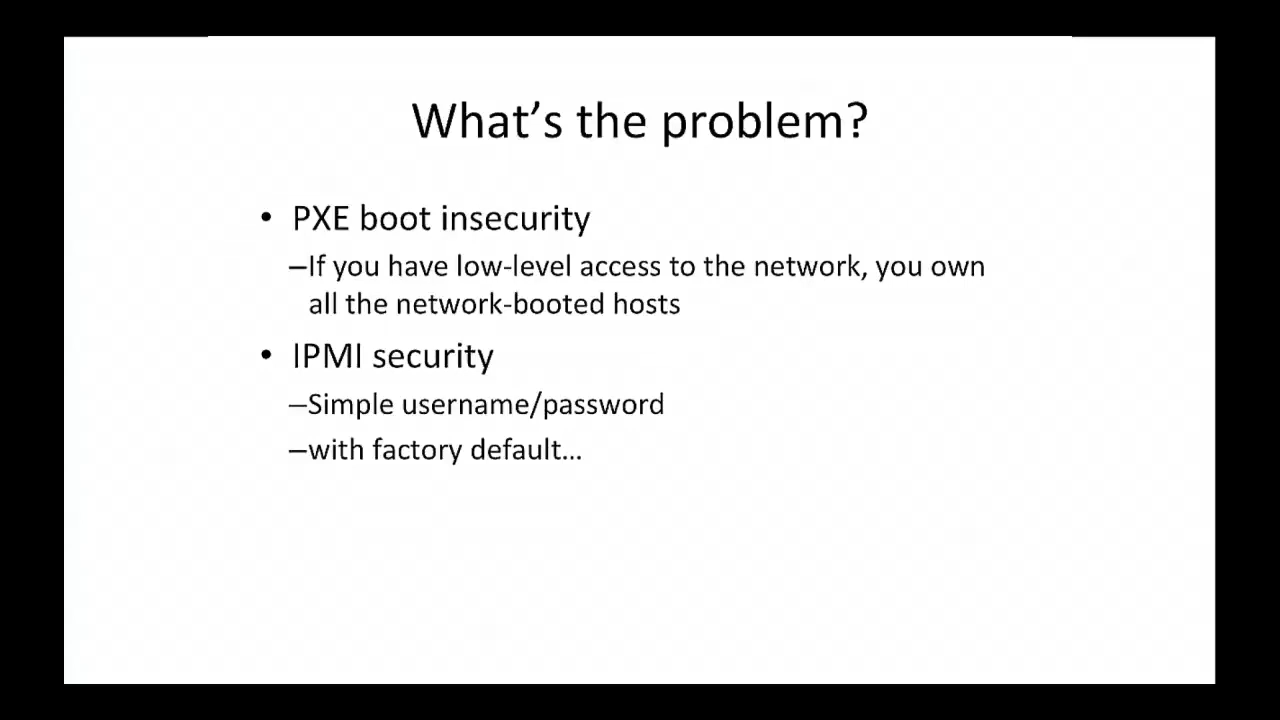 What’s the problem?
• PXE boot insecurity
–If you have low-level access to the network, you own
all the network-booted hosts
• IPMI security
–Simple username/password
–with factory default…